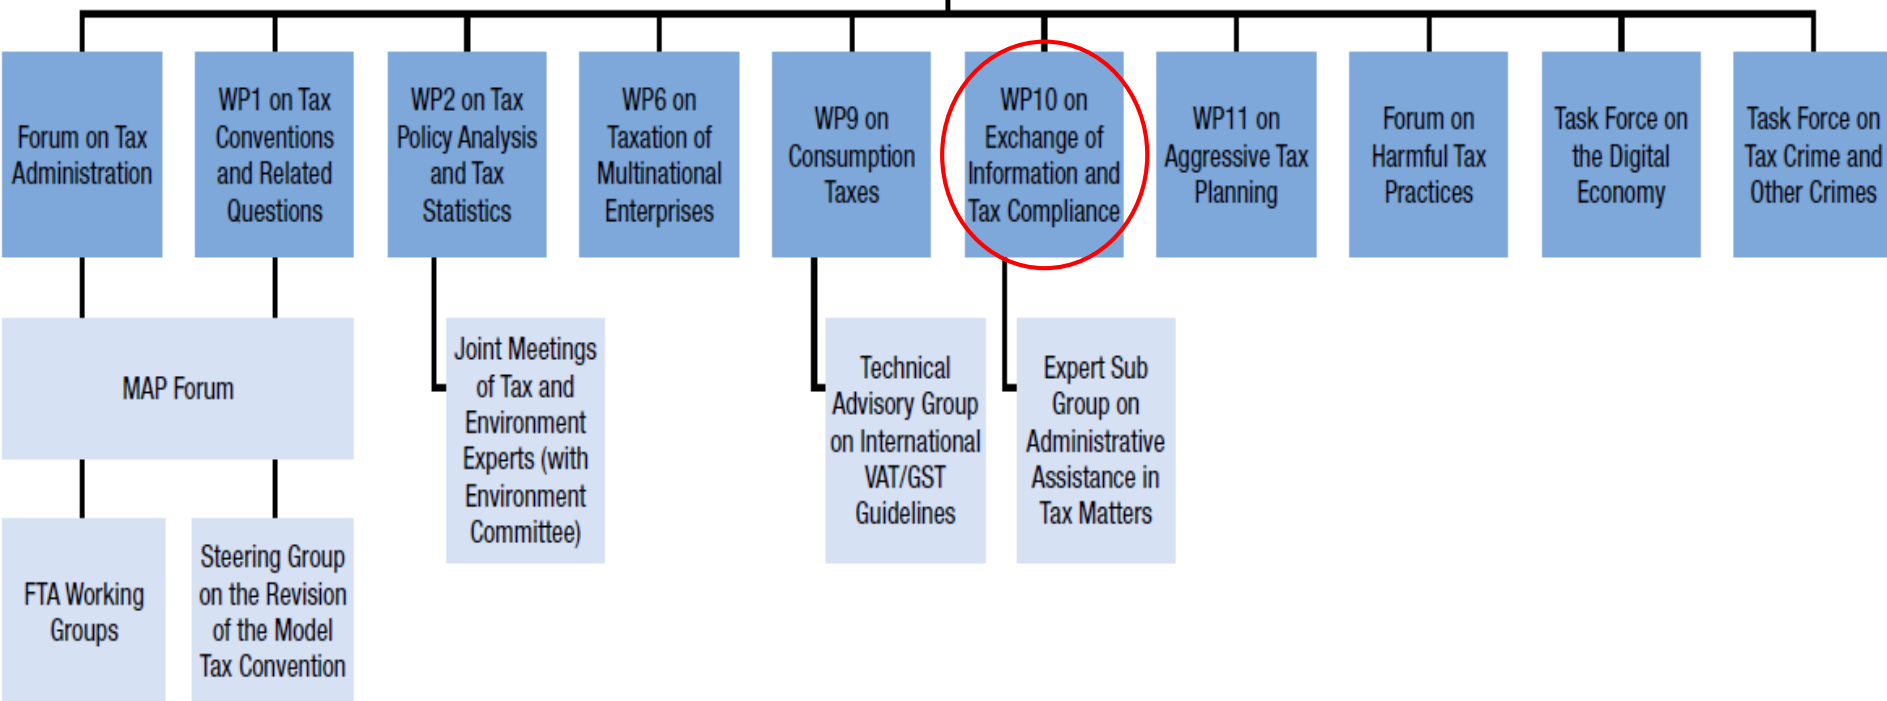 Forum on Tax
Administration
WP1 on Tax
Conventions
and Related
Questions
WP2 on Tax
Policy Analysis
and Tax
Statistics
WP6 on
Taxation of
Multinational
Enterprises
WP9 on
Consumption
Taxes
WP10 on
Exchange of
Information and
Tax Compliance
WP11 on
Aggressive Tax
Planning
Forum on
Harmful Tax
Practices
Task Force on
the Digital
Economy
Task Force on
Tax Crime and
Other Crimes
MAP Forum
Joint Meetings
of Tax and
Environment
Experts (with
Environment
Committee)
Technical
Advisory Group
on International
VAT/GST
Guidelines
Expert Sub
Group on
Administrative
Assistance in
Tax Matters
FTA Working
Groups
Steering Group
on the Revision
of the Model
Tax Convention